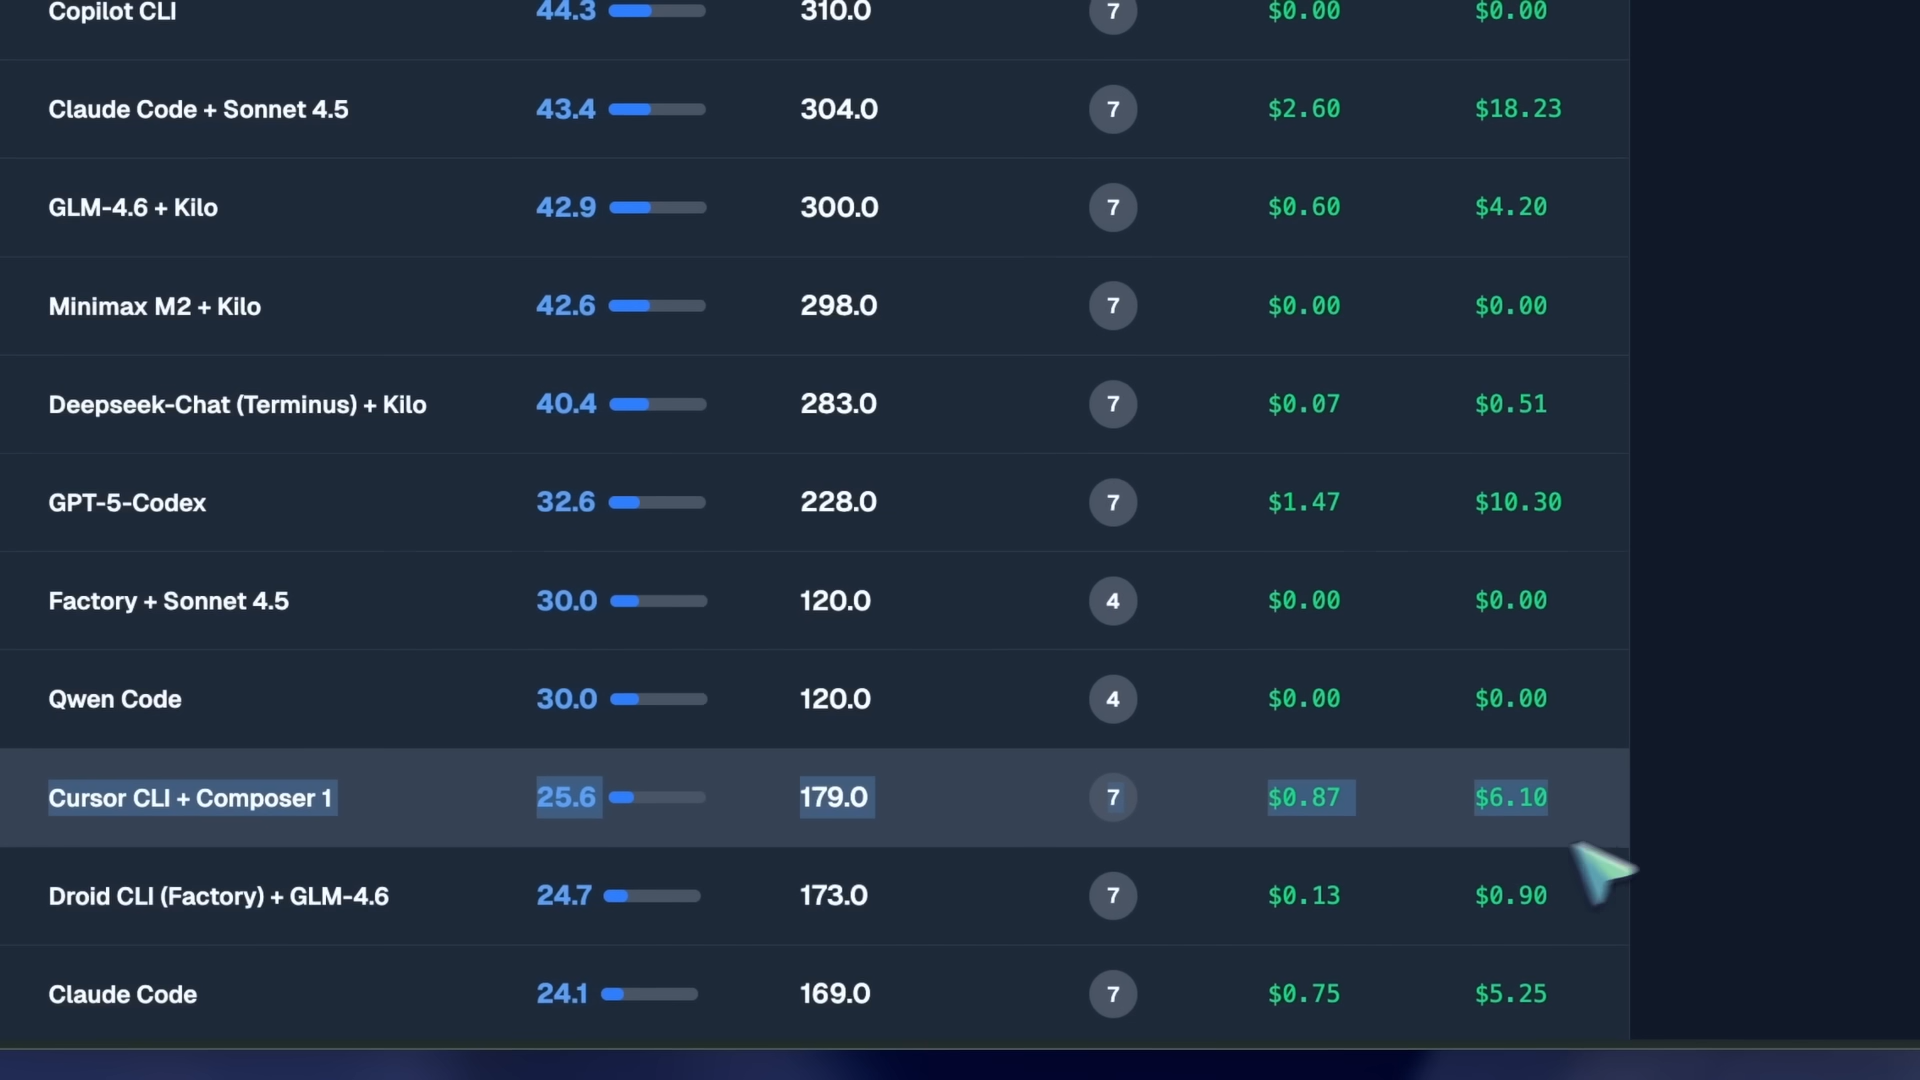 Copilot CLI 44.3 310.0 7 $0.00 $0.00
Claude Code + Sonnet 4.5 43.4 304.0 7 $2.60 $18.23
GLM-4.6 + Kilo 42.9 300.0 7 $0.60 $4.20
Minimax M2 + Kilo 42.6 298.0 7 $0.00 $0.00
Deepseek-Chat (Terminus) + Kilo 40.4 283.0 7 $0.07 $0.51
GPT-5-Codex 32.6 228.0 7 $1.47 $10.30
Factory + Sonnet 4.5 30.0 120.0 4 $0.00 $0.00
Qwen Code 30.0 120.0 4 $0.00 $0.00
Cursor CLI + Composer 1 25.6 179.0 7 $0.87 $6.10
Droid CLI (Factory) + GLM-4.6 24.7 173.0 7 $0.13 $0.90
Claude Code 24.1 169.0 7 $0.75 $5.25